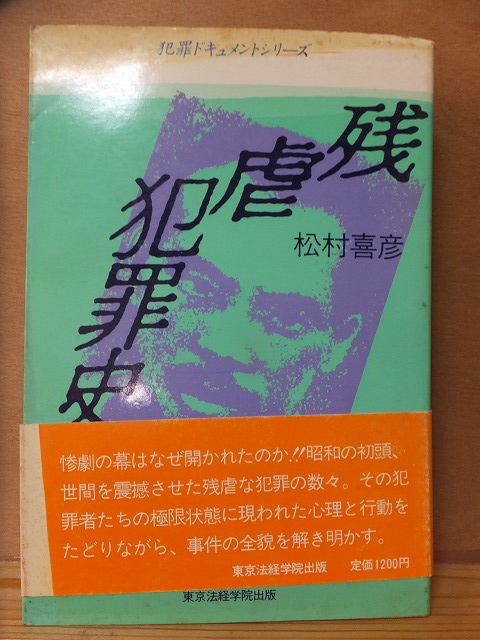 犯罪ドキュメントシリーズ
残虐犯罪史
松村喜彦
惨劇の幕はなぜ開かれたのか!!昭和の初頭、
世間を震撼させた残虐な犯罪の数々。その犯
罪者たちの極限状態に現われた心理と行動を
たどりながら、事件の全貌を解き明かす。
東京法経学院出版 定価1200円
東京法経学院出版